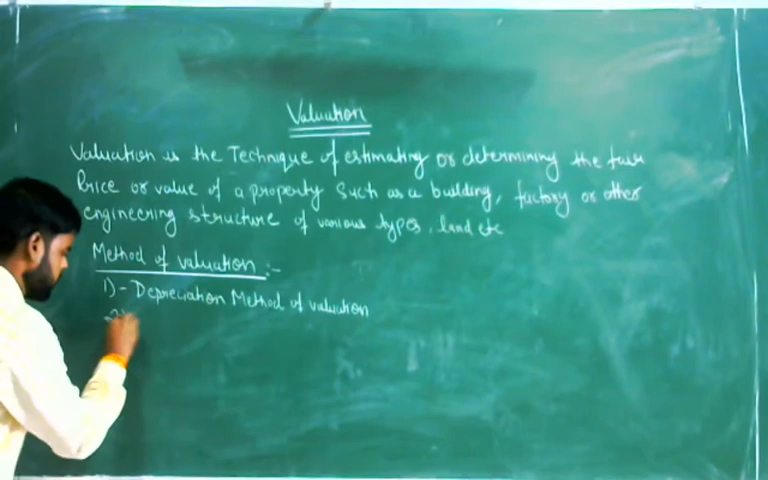 Valuation
Valuation is the Technique of estimating or determining the fair
Price or value of a property Such as a building, factory or other
engineering structure of various types, land etc
Method of valuation :-
1)- Depreciation Method of valuation
2)